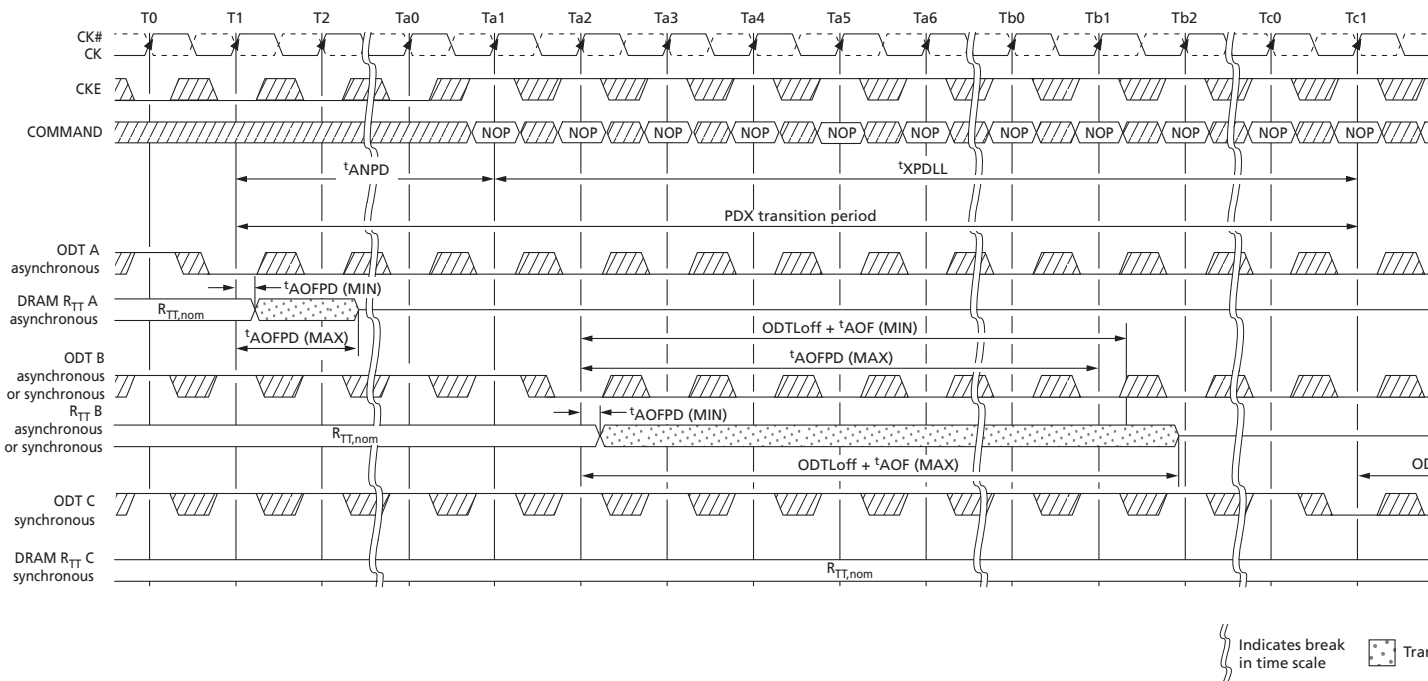 T0 T1 T2 Ta0 Ta1 Ta2 Ta3 Ta4 Ta5 Ta6 Tb0 Tb1 Tb2 Tc0 Tc1
CK#
CK
CKE
COMMAND
NOP NOP NOP NOP NOP NOP NOP NOP NOP NOP NOP
tANPD
tXPDLL
PDX transition period
ODT A
asynchronous
tAOFPD (MIN)
DRAM RTT A
asynchronous
RTT,nom
tAOFPD (MAX)
ODTLoff + tAOF (MIN)
tAOFPD (MAX)
ODT B
asynchronous
or synchronous
tAOFPD (MIN)
RTT B
asynchronous
or synchronous
RTT,nom
ODTLoff + tAOF (MAX)
ODT C
synchronous
DRAM RTT C
synchronous
RTT,nom
Indicates break
in time scale